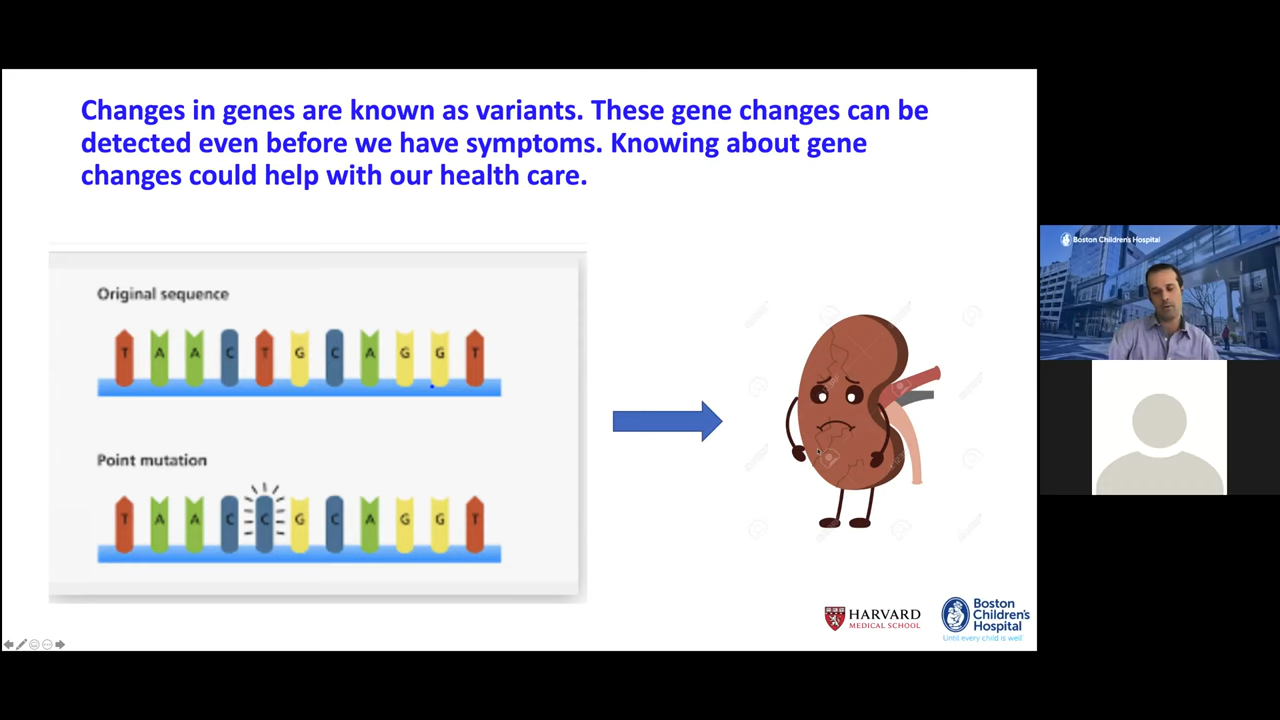 Changes in genes are known as variants. These gene changes can be
detected even before we have symptoms. Knowing about gene
changes could help with our health care.
Original sequence
T A A C T G C A G G T
Point mutation
T A A C C G C A G G T
HARVARD
MEDICAL SCHOOL
Boston
Children's
Hospital
Until every child is well
Boston Children's Hospital